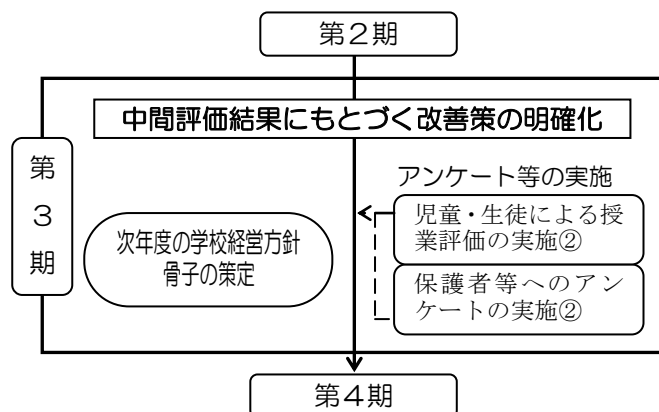 第2期
中間評価結果にもとづく改善策の明確化
第
3
期
アンケート等の実施
次年度の学校経営方針
骨子の策定
児童・生徒による授
業評価の実施②
保護者等へのアン
ケートの実施②
第4期